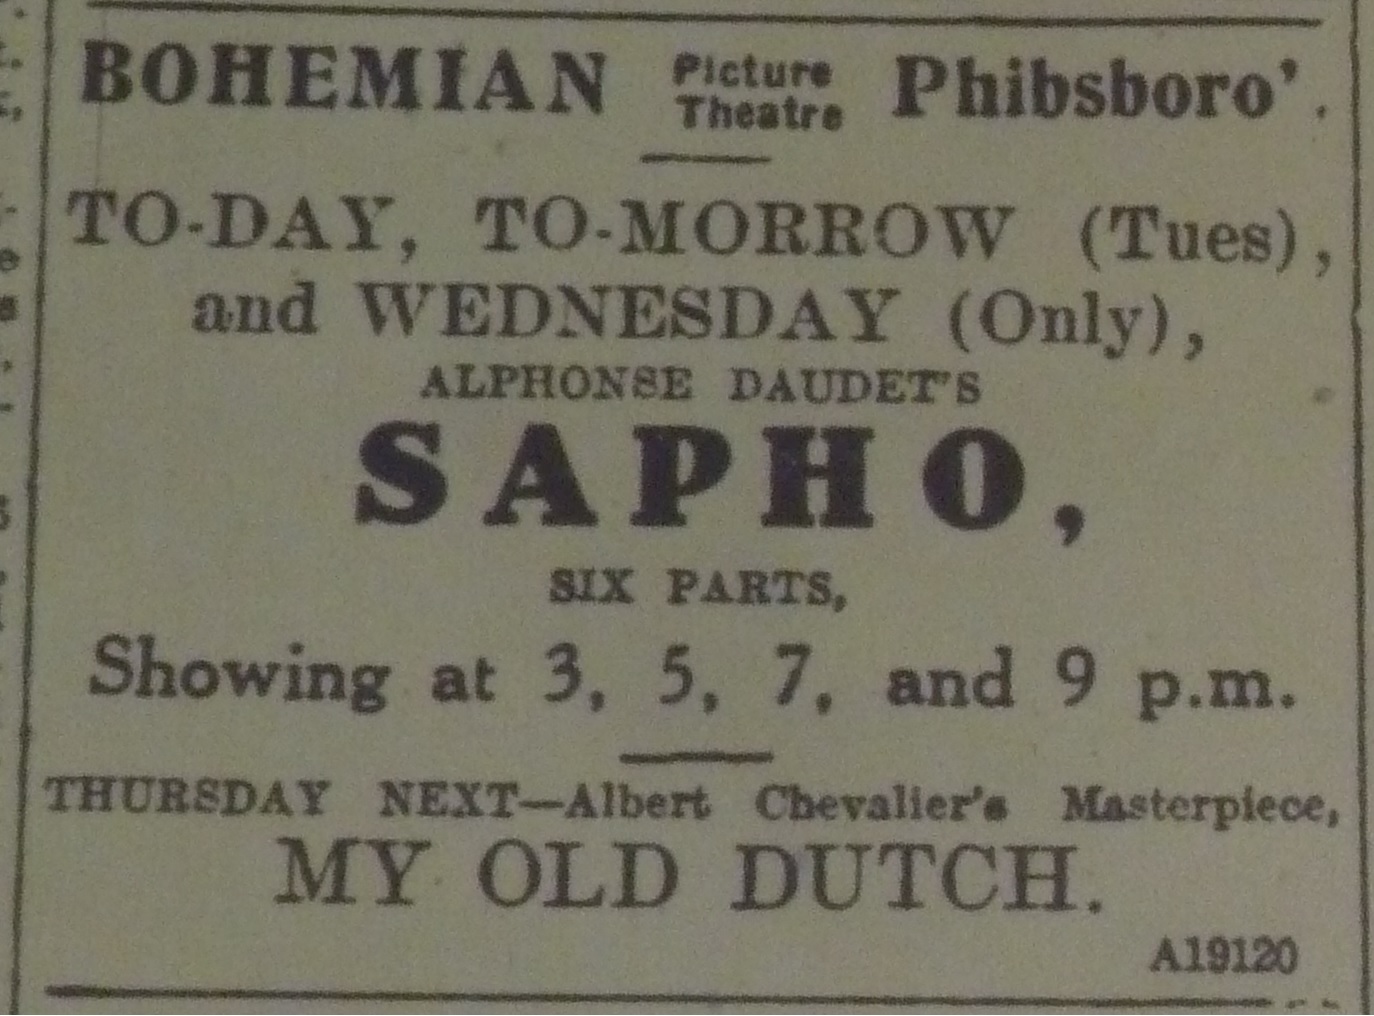 BOHEMIAN Picture Theatre Phibsboro'.
TO-DAY, TO-MORROW (Tues),
and WEDNESDAY (Only),
ALPHONSE DAUDET'S
SAPHO,
SIX PARTS,
Showing at 3, 5, 7, and 9 p.m.
THURSDAY NEXT—Albert Chevalier's Masterpiece,
MY OLD DUTCH.
A19120